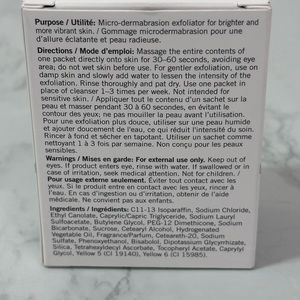 Purpose / Utilité: Micro-dermabrasion exfoliator for brighter and
more vibrant skin. / Gommage microdermabrasion pour un teint
d'allure éclatante et peau radieuse.
Directions / Mode d'emploi: Massage the entire contents
of one packet directly onto skin for 30–60 seconds, avoiding eye
area; do not wet skin before use. For gentler exfoliation, use on
damp skin and slowly add water to lessen the intensity of the
exfoliation. Rinse thoroughly and pat dry. Use one packet in
place of cleanser 1–3 times per week. Not intended for
sensitive skin. / Appliquer tout le contenu d'un sachet sur la
peau et masser pendant 30 à 60 secondes, en évitant le
contour des yeux; ne pas mouiller la peau avant l'utilisation.
Pour une exfoliation plus douce, utiliser sur une peau humide
et ajouter doucement de l'eau, ce qui réduit l'effet exfoliant.
Rincer à fond et sécher en tapotant. Utiliser un sachet comme
nettoyant 1 à 3 fois par semaine. Non conçu pour les peaux
sensibles.
Warnings / Mises en garde: For external use only. Keep out of
eyes. If product enters eyes, rinse with water. If swallowed or in
case of irritation, seek medical attention. Not for children. /
Pour usage externe seulement. Éviter tout contact avec les
yeux. Si le produit entre en contact avec les yeux, rincer à
l'eau. En cas d'ingestion ou d'irritation, obtenir un avis
médical. Ne convient pas aux enfants.
Ingredients / Ingrédients: C11-13 Isoparaffin, Sodium Chloride,
Ethyl Canolate, Caprylic/Capric Triglyceride, Sodium Lauryl
Sulfoacetate, Butylene Glycol, PEG-12 Dimethicone, Sodium
Bicarbonate, Sucrose, Cetearyl Alcohol, Hydrogenated
Vegetable Oil, Fragrance/Parfum, Ceteareth-20, Sodium
Sulfate, Phenoxyethanol, Bisabolol, Dipotassium Glycyrrhizate,
Silica, Tetrahexyldecyl Ascorbate, Tocopheryl Acetate, Caprylyl
Glycol, Yellow 5 (CI 19140), Yellow 6 (CI 15985).